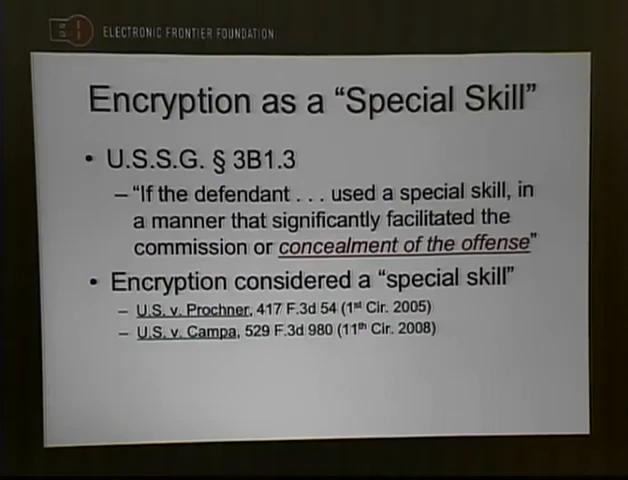 ELECTRONIC FRONTIER FOUNDATION
Encryption as a “Special Skill”
• U.S.S.G. § 3B1.3
– “If the defendant . . . used a special skill, in
a manner that significantly facilitated the
commission or concealment of the offense”
• Encryption considered a “special skill”
– U.S. v. Prochner, 417 F.3d 54 (1st Cir. 2005)
– U.S. v. Campa, 529 F.3d 980 (11th Cir. 2008)